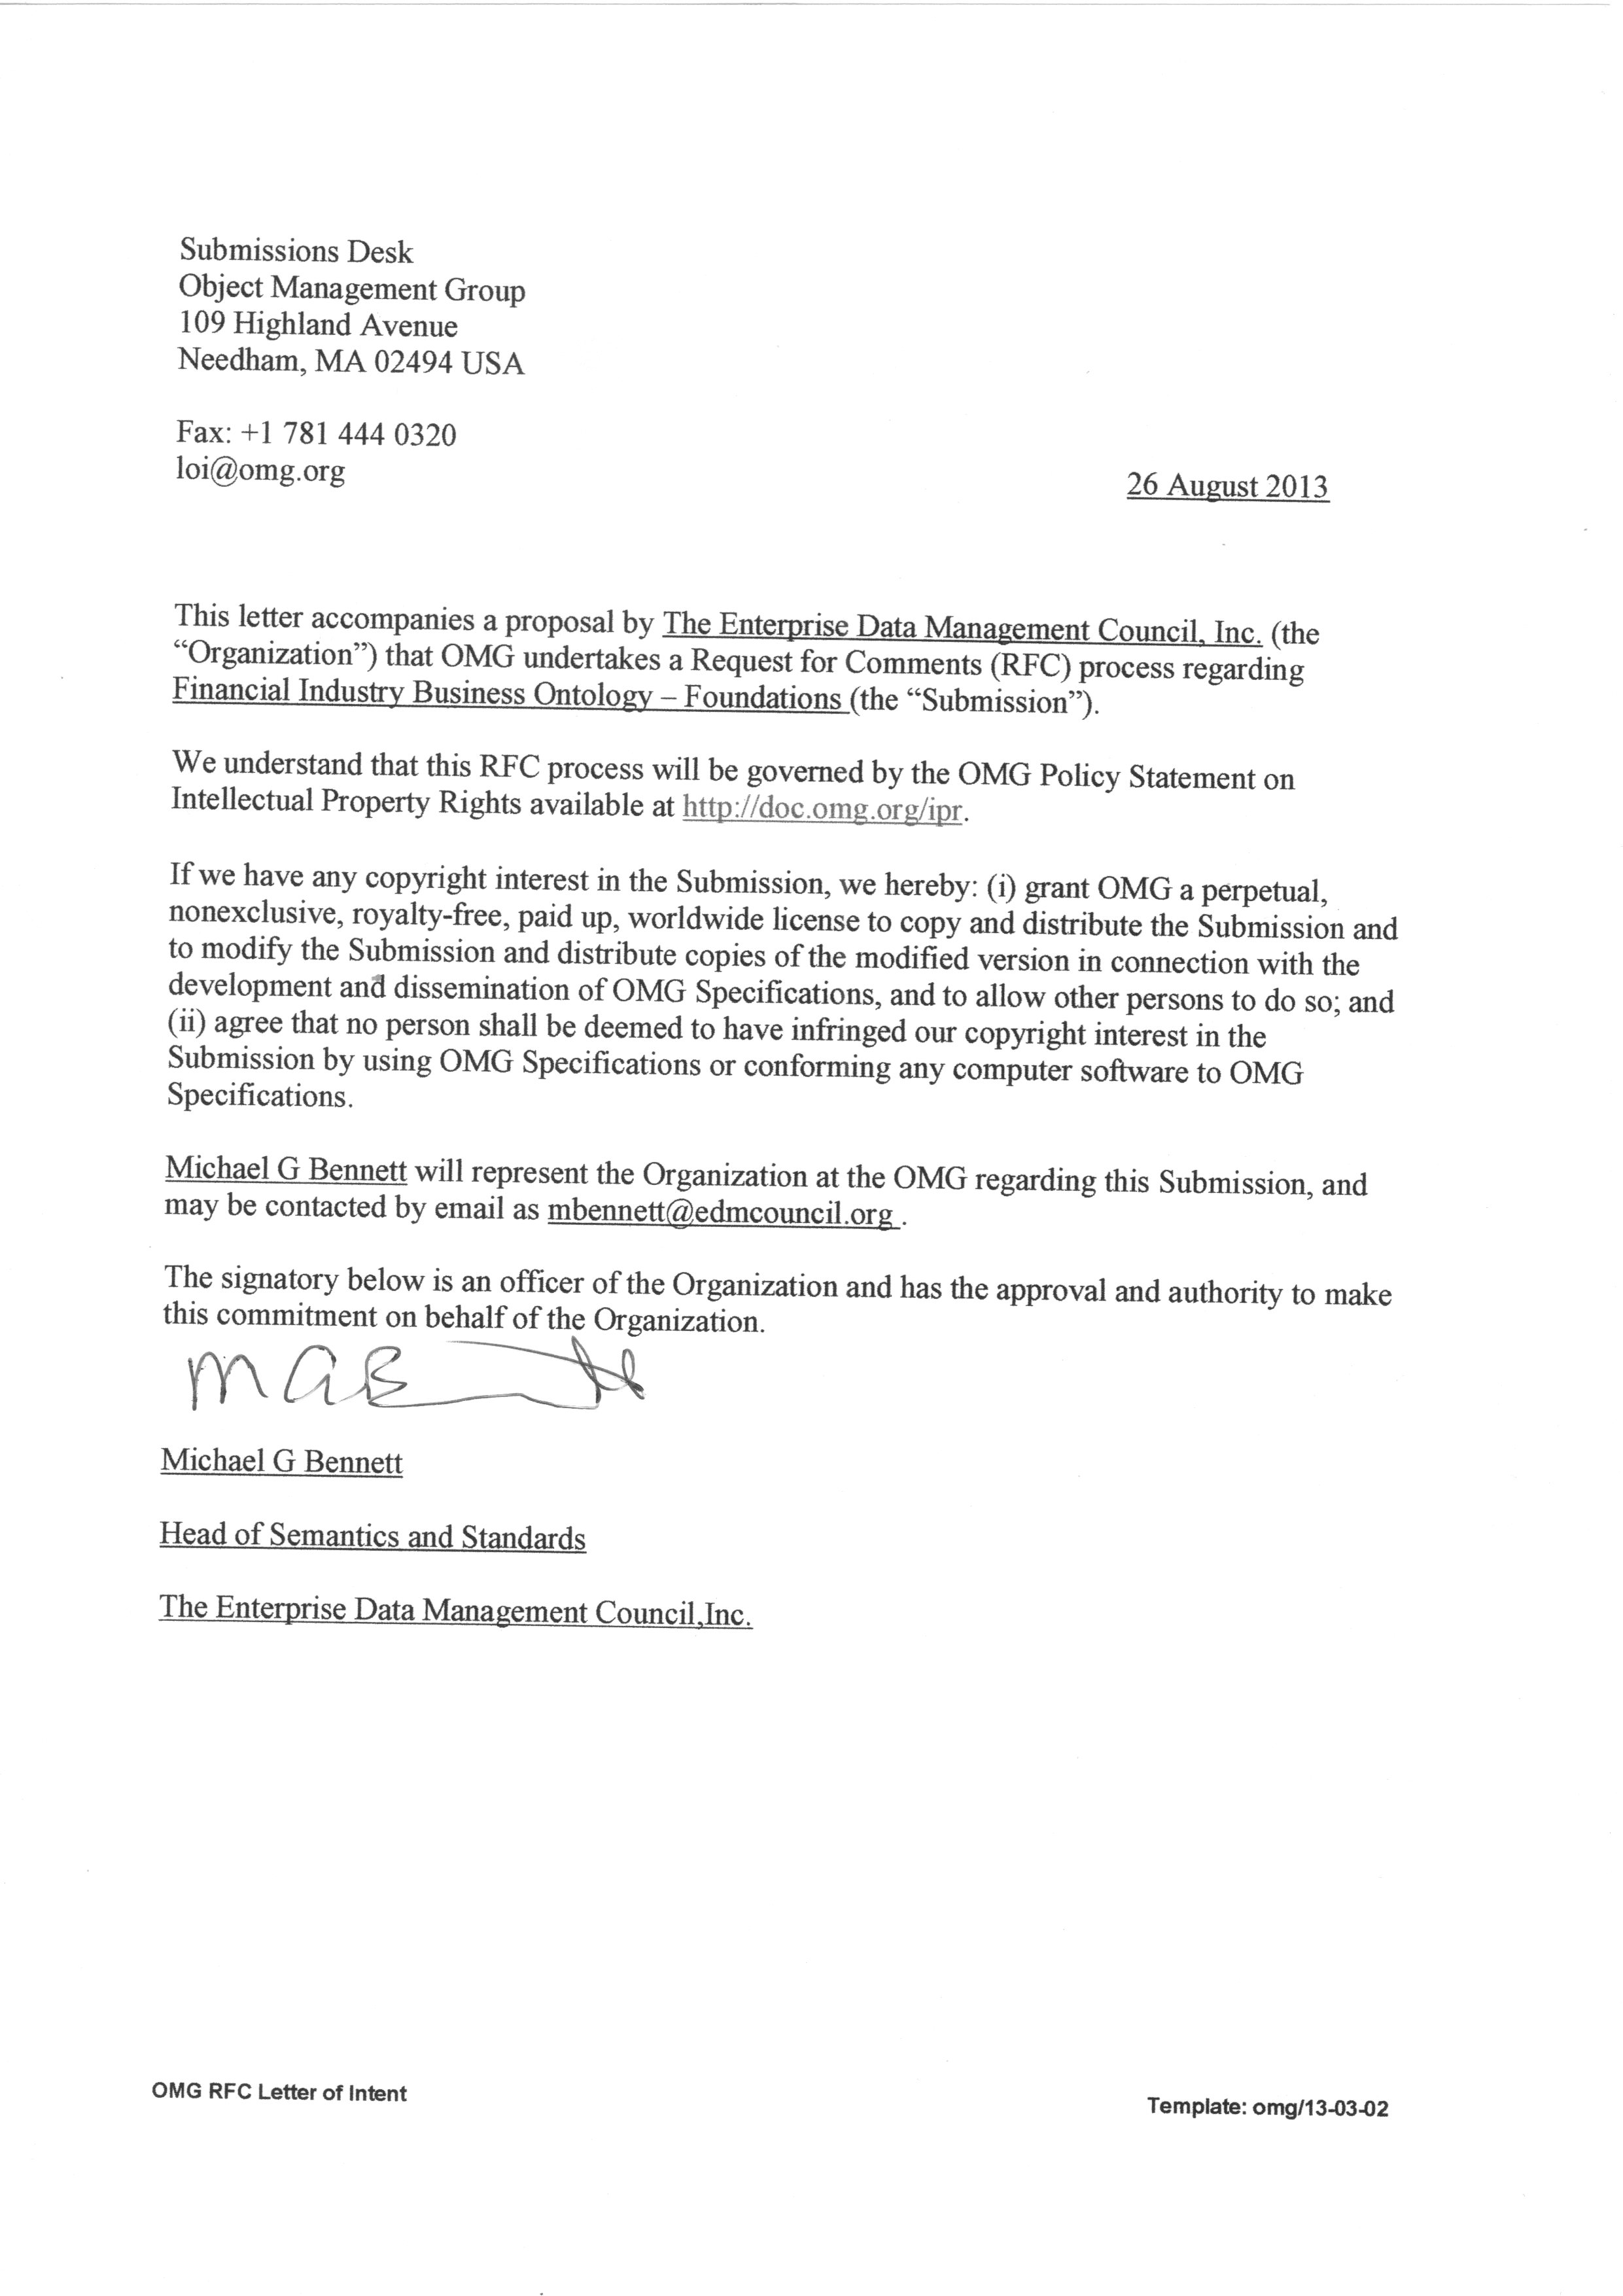 Submissions Desk
Object Management Group
109 Highland Avenue
Needham, MA 02494 USA
Fax: +1 781 444 0320
loi@omg.org
26 August 2013
This letter accompanies a proposal by The Enterprise Data Management Council, Inc. (the
“Organization”) that OMG undertakes a Request for Comments (RFC) process regarding
Financial Industry Business Ontology – Foundations (the “Submission”).
We understand that this RFC process will be governed by the OMG Policy Statement on
Intellectual Property Rights available at http://doc.omg.org/ipr.
If we have any copyright interest in the Submission, we hereby: (i) grant OMG a perpetual,
nonexclusive, royalty-free, paid up, worldwide license to copy and distribute the Submission and
to modify the Submission and distribute copies of the modified version in connection with the
development and dissemination of OMG Specifications, and to allow other persons to do so; and
(ii) agree that no person shall be deemed to have infringed our copyright interest in the
Submission by using OMG Specifications or conforming any computer software to OMG
Specifications.
Michael G Bennett will represent the Organization at the OMG regarding this Submission, and
may be contacted by email as mbennett@edmcouncil.org .
The signatory below is an officer of the Organization and has the approval and authority to make
this commitment on behalf of the Organization.
Michael G Bennett
Head of Semantics and Standards
The Enterprise Data Management Council,Inc.
OMG RFC Letter of Intent
Template: omg/13-03-02